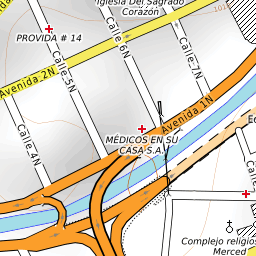 Iglesia Del Sagrado
Corazón
PROVIDA # 14
Calle 6N
Calle 7N
Calle 5N
Avenida 2N
Avenida 1N
MÉDICOS EN SU
CASA S.A.
Calle 4N
Complejo religios
Merced